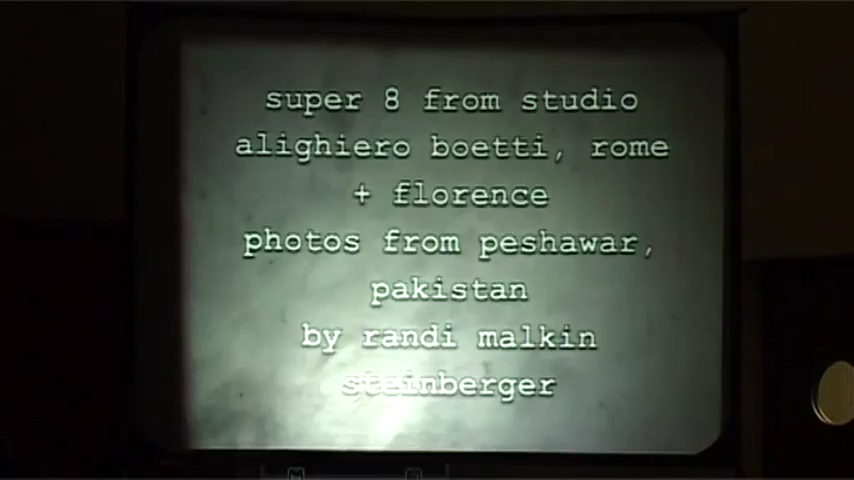 super 8 from studio
alighiero boetti, rome
+ florence
photos from peshawar,
pakistan
by randi malkin
steinberger